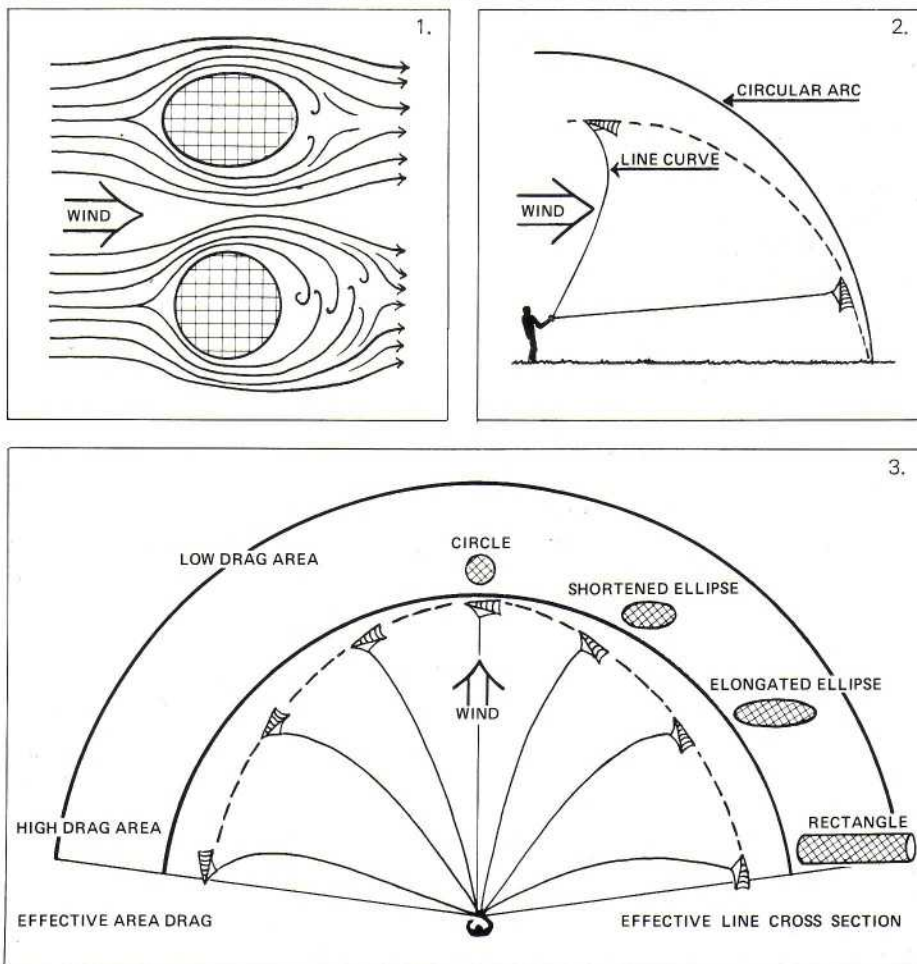 1.
WIND
2.
CIRCULAR ARC
LINE CURVE
WIND
3.
CIRCLE
LOW DRAG AREA
SHORTENED ELLIPSE
ELONGATED ELLIPSE
WIND
HIGH DRAG AREA
RECTANGLE
EFFECTIVE AREA DRAG
EFFECTIVE LINE CROSS SECTION